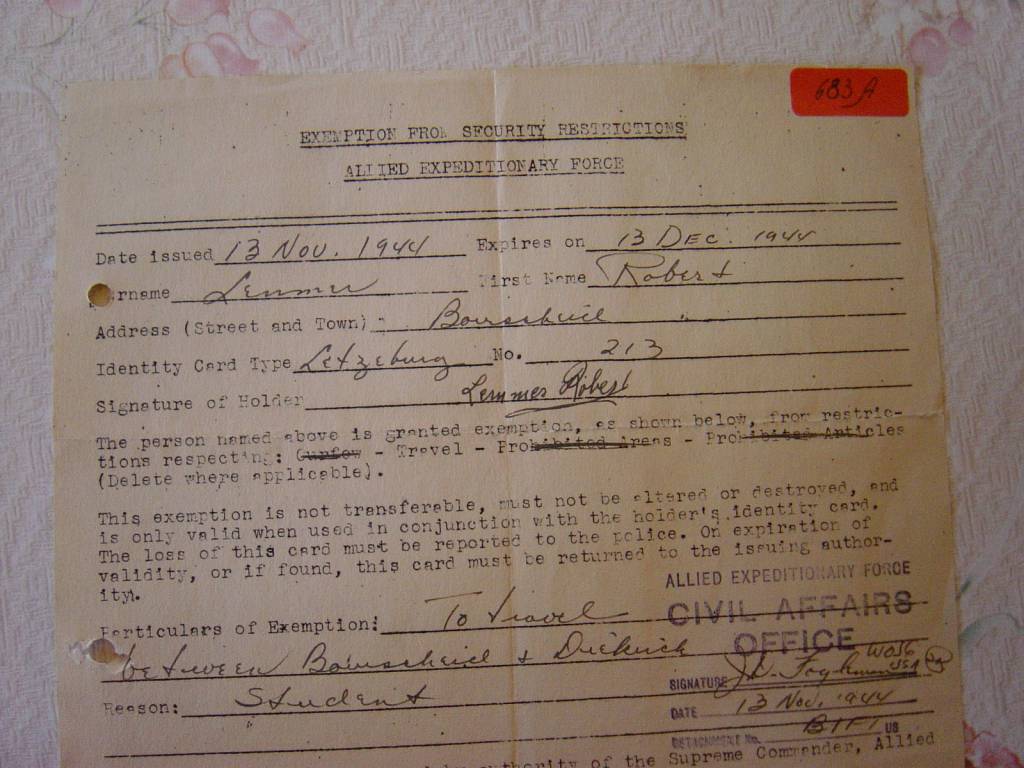 683 A
EXEMPTION FROM SECURITY RESTRICTIONS
ALLIED EXPEDITIONARY FORCE
Date issued 13 Nov. 1944 Expires on 13 DEC. 1944
rname Lemmer First Name Robert
Address (Street and Town) Bourscheid
Identity Card Type Letzeburg No. 213
Signature of Holder Lemmer Robert
The person named above is granted exemption, as shown below, from restric-
tions respecting: Curfew - Travel - Prohibited Areas - Prohibited Articles
(Delete where applicable).
This exemption is not transferable, must not be altered or destroyed, and
is only valid when used in conjunction with the holder's identity card.
The loss of this card must be reported to the police. On expiration of
validity, or if found, this card must be returned to the issuing author-
ity.
ALLIED EXPEDITIONARY FORCE
CIVIL AFFAIRS
OFFICE
Particulars of Exemption: To travel
between Bourscheid & Diekirch
SIGNATURE WOJG USA
Reason: Student
DATE 13 Nov. 1944
DETACHMENT No. B1F1 US
authority of the Supreme Commander, Allied